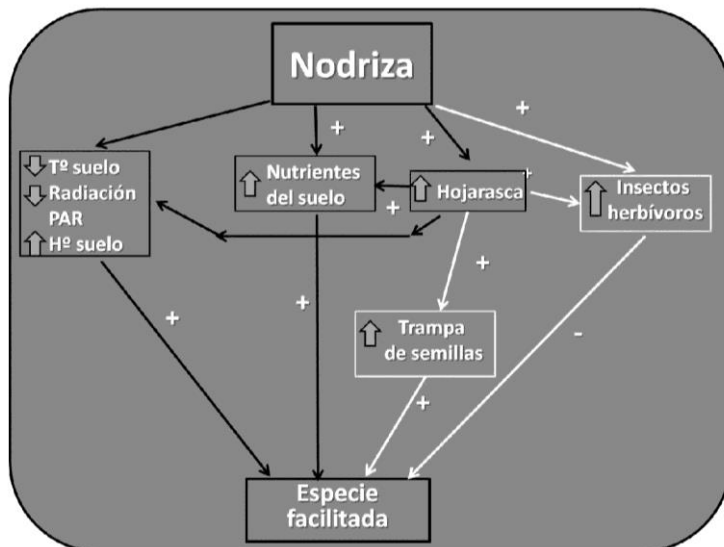 Nodriza
+
+
+
Tº suelo
Radiación
PAR
Hº suelo
Nutrientes
del suelo
Hojarasca
+
Insectos
herbívoros
+
+
+
+
Trampa
de semillas
-
+
Especie
facilitada